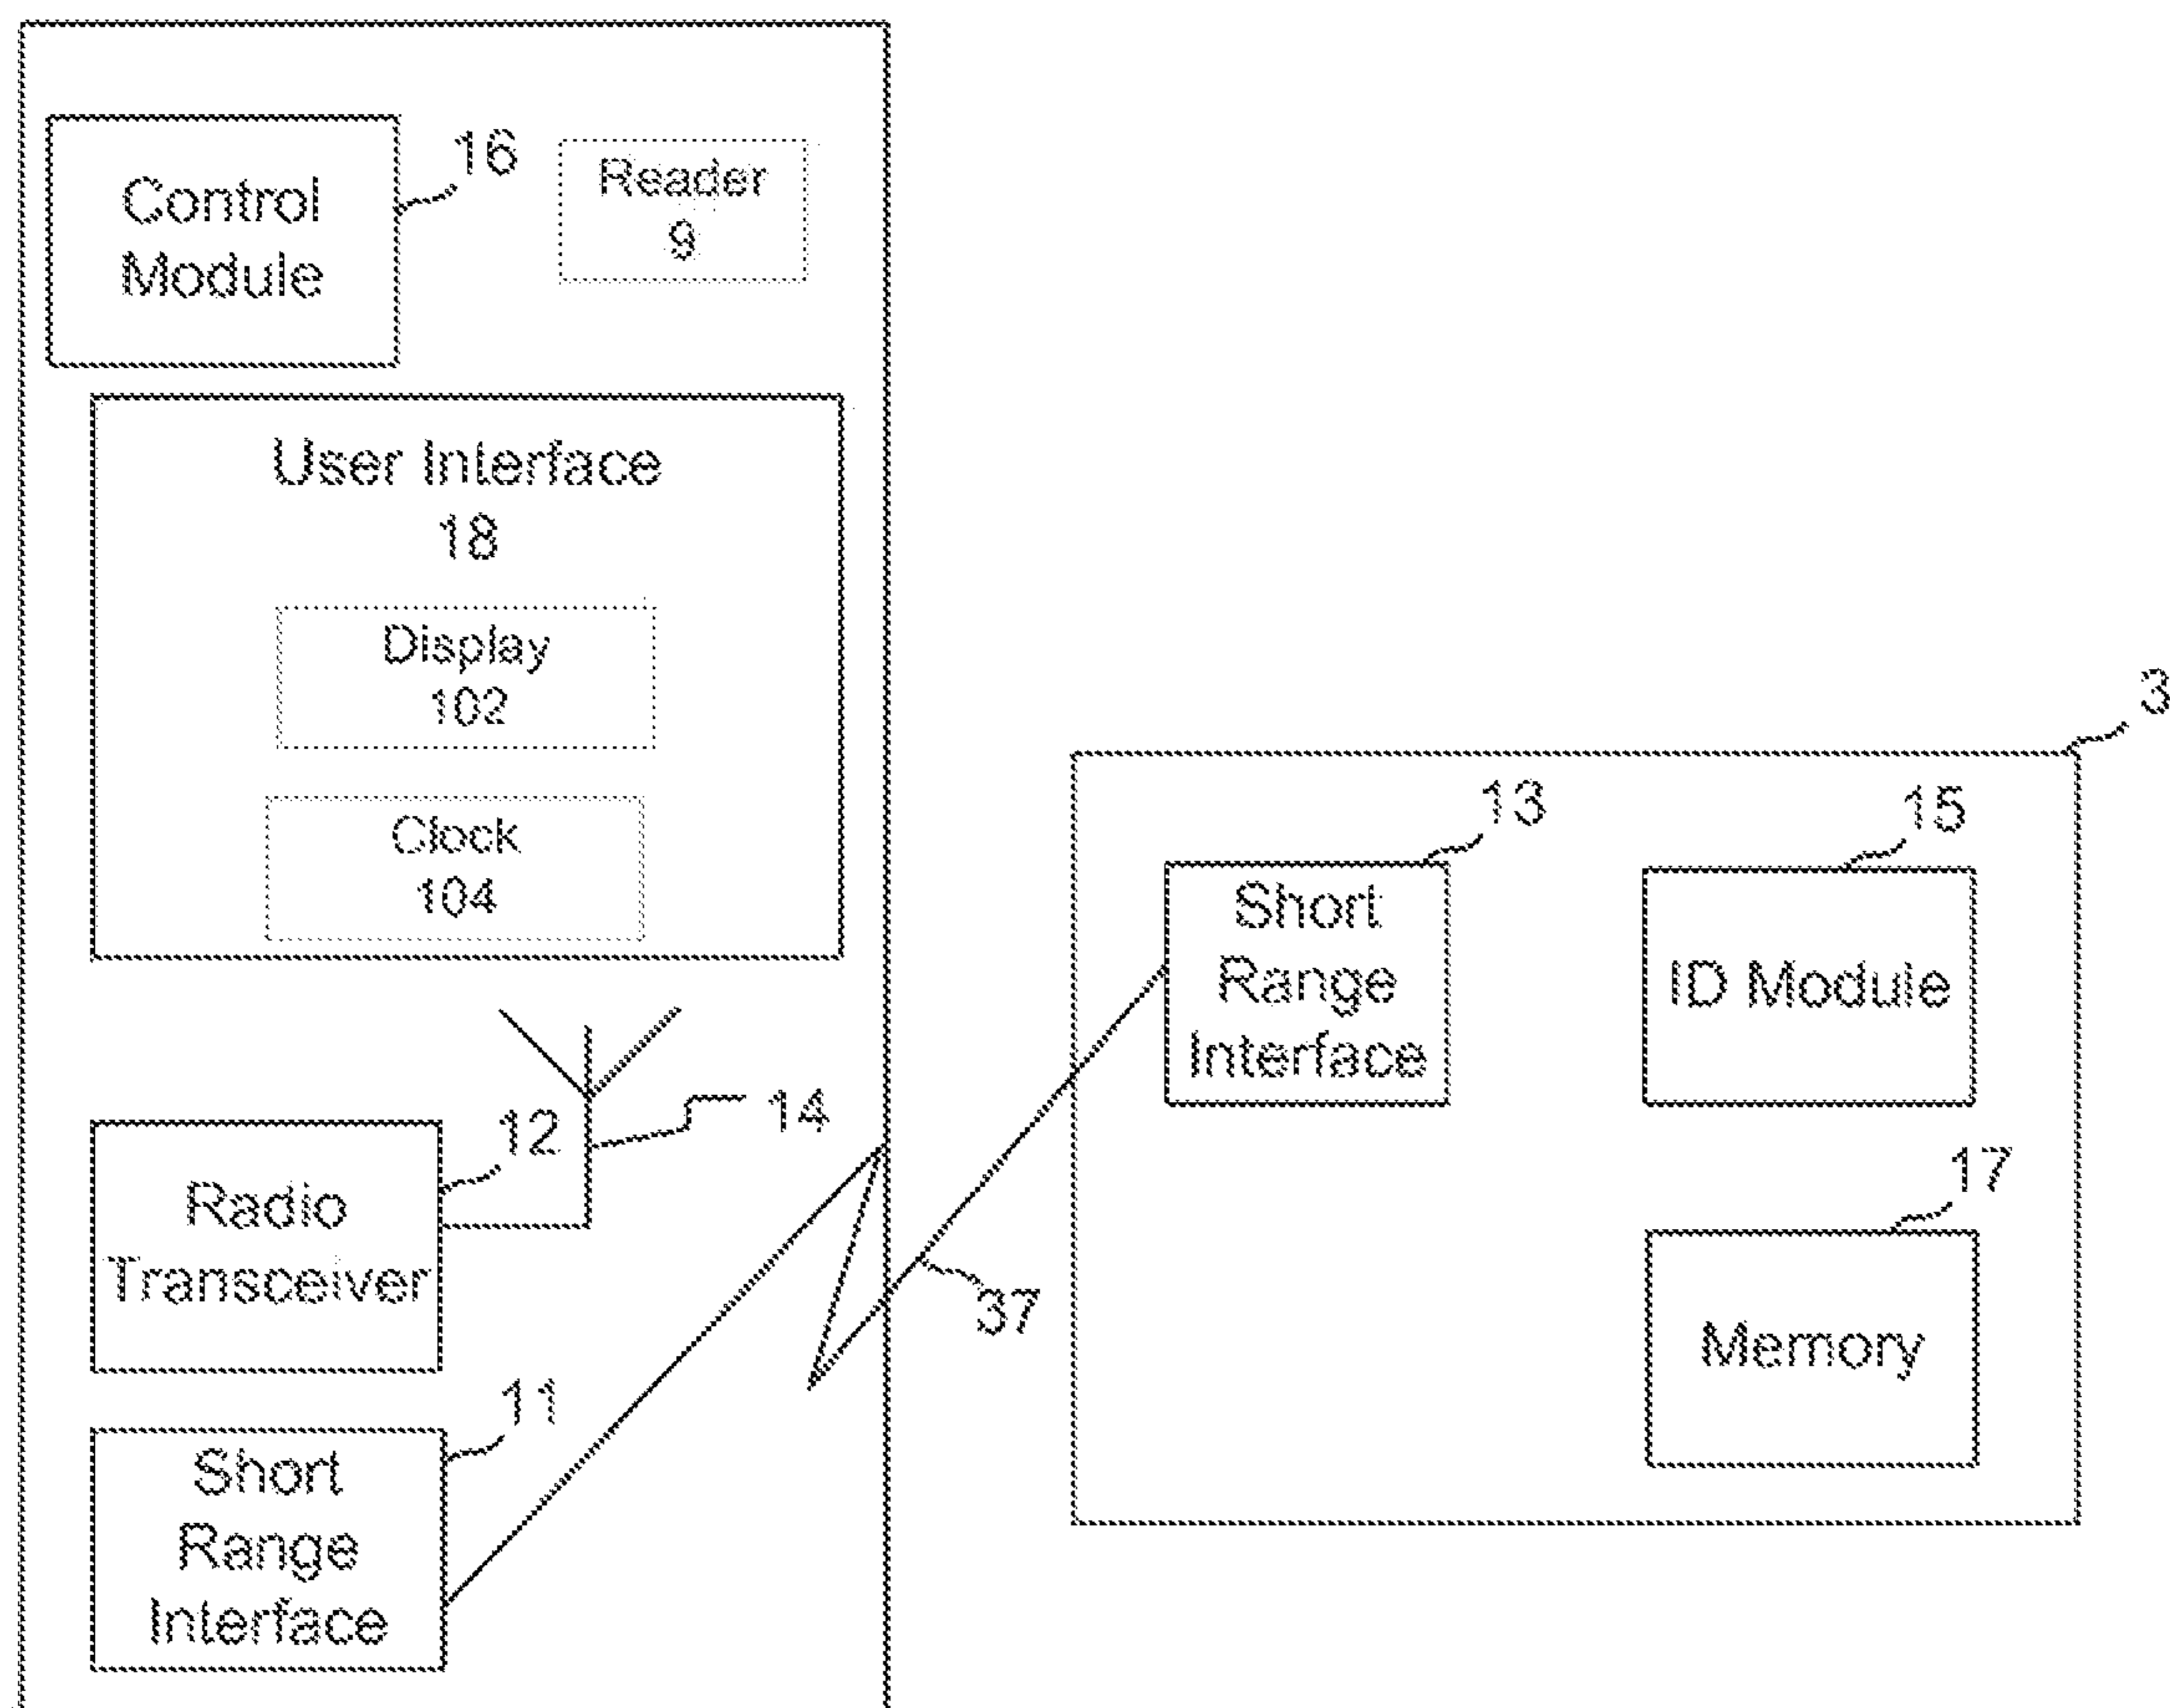 Control
Module
16
Reader
9
User Interface
18
Display
102
Clock
104
12
14
Radio
Transceiver
11
Short
Range
Interface
37
3
13
Short
Range
Interface
15
ID Module
17
Memory